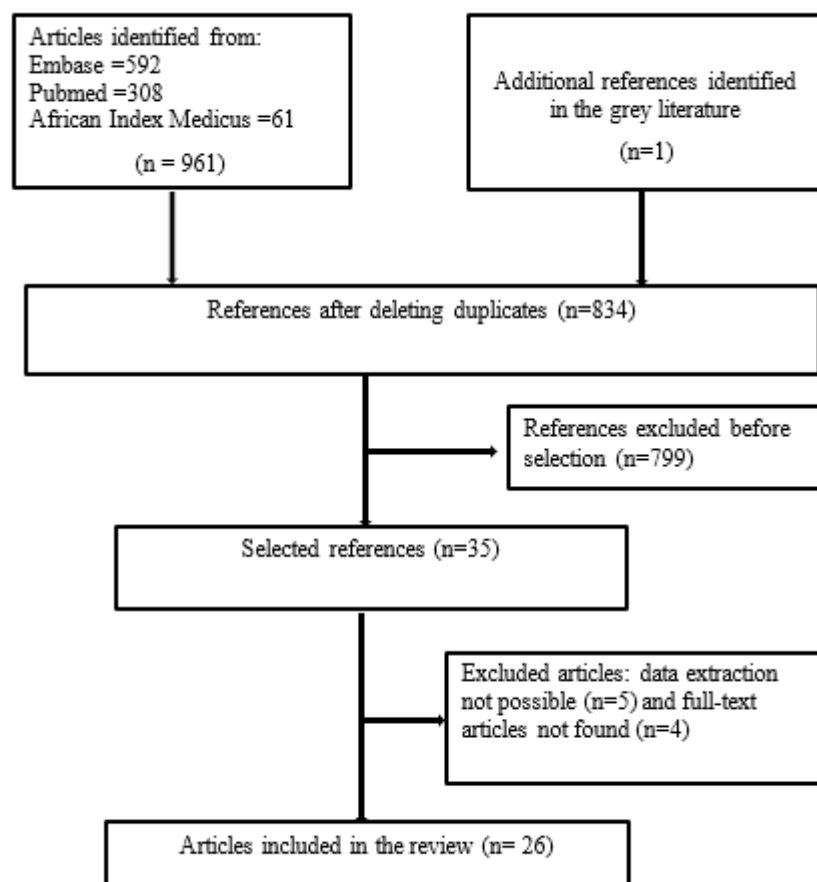 Articles identified from:
Embase =592
Pubmed =308
African Index Medicus =61
(n = 961)
Additional references identified
in the grey literature
(n=1)
References after deleting duplicates (n=834)
References excluded before
selection (n=799)
Selected references (n=35)
Excluded articles: data extraction
not possible (n=5) and full-text
articles not found (n=4)
Articles included in the review (n= 26)